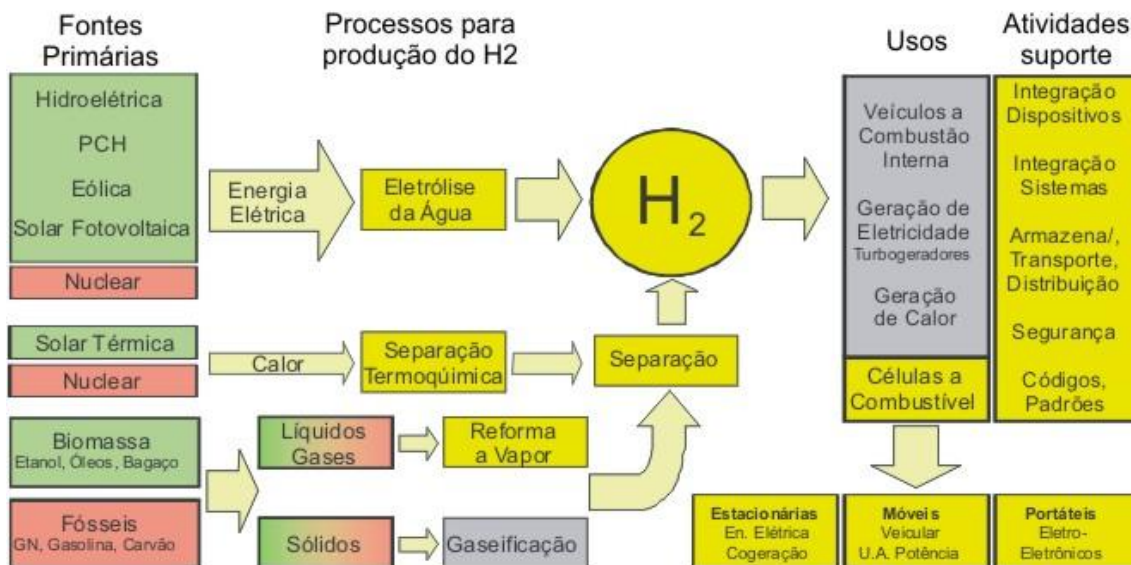 Fontes
Primárias
Processos para
produção do H2
Usos
Atividades
suporte
Hidroelétrica
PCH
Eólica
Solar Fotovoltaica
Nuclear
Energia
Elétrica
Eletrólise
da Água
H2
Veículos a
Combustão
Interna
Geração de
Eletricidade
Turbogeradores
Geração
de Calor
Células a
Combustível
Integração
Dispositivos
Integração
Sistemas
Armazena/,
Transporte,
Distribuição
Segurança
Códigos,
Padrões
Solar Térmica
Nuclear
Calor
Separação
Termoqúimica
Separação
Biomassa
Etanol, Óleos, Bagaço
Fósseis
GN, Gasolina, Carvão
Líquidos
Gases
Reforma
a Vapor
Sólidos
Gaseificação
Estacionárias
En. Elétrica
Cogeração
Móveis
Veicular
U.A. Potência
Portáteis
Eletro-
Eletrônicos